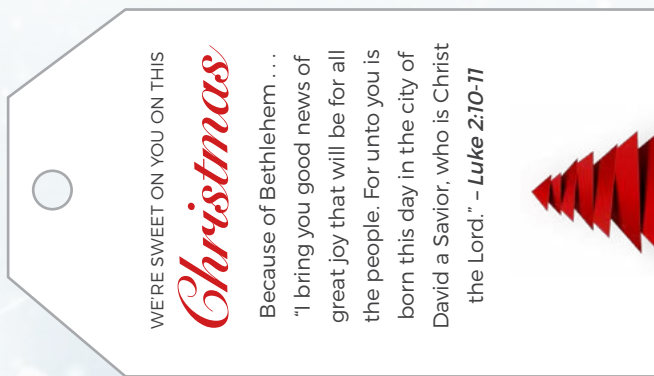 WE'RE SWEET ON YOU ON THIS
Christmas
Because of Bethlehem . . .
“I bring you good news of
great joy that will be for all
the people. For unto you is
born this day in the city of
David a Savior, who is Christ
the Lord.” – Luke 2:10-11